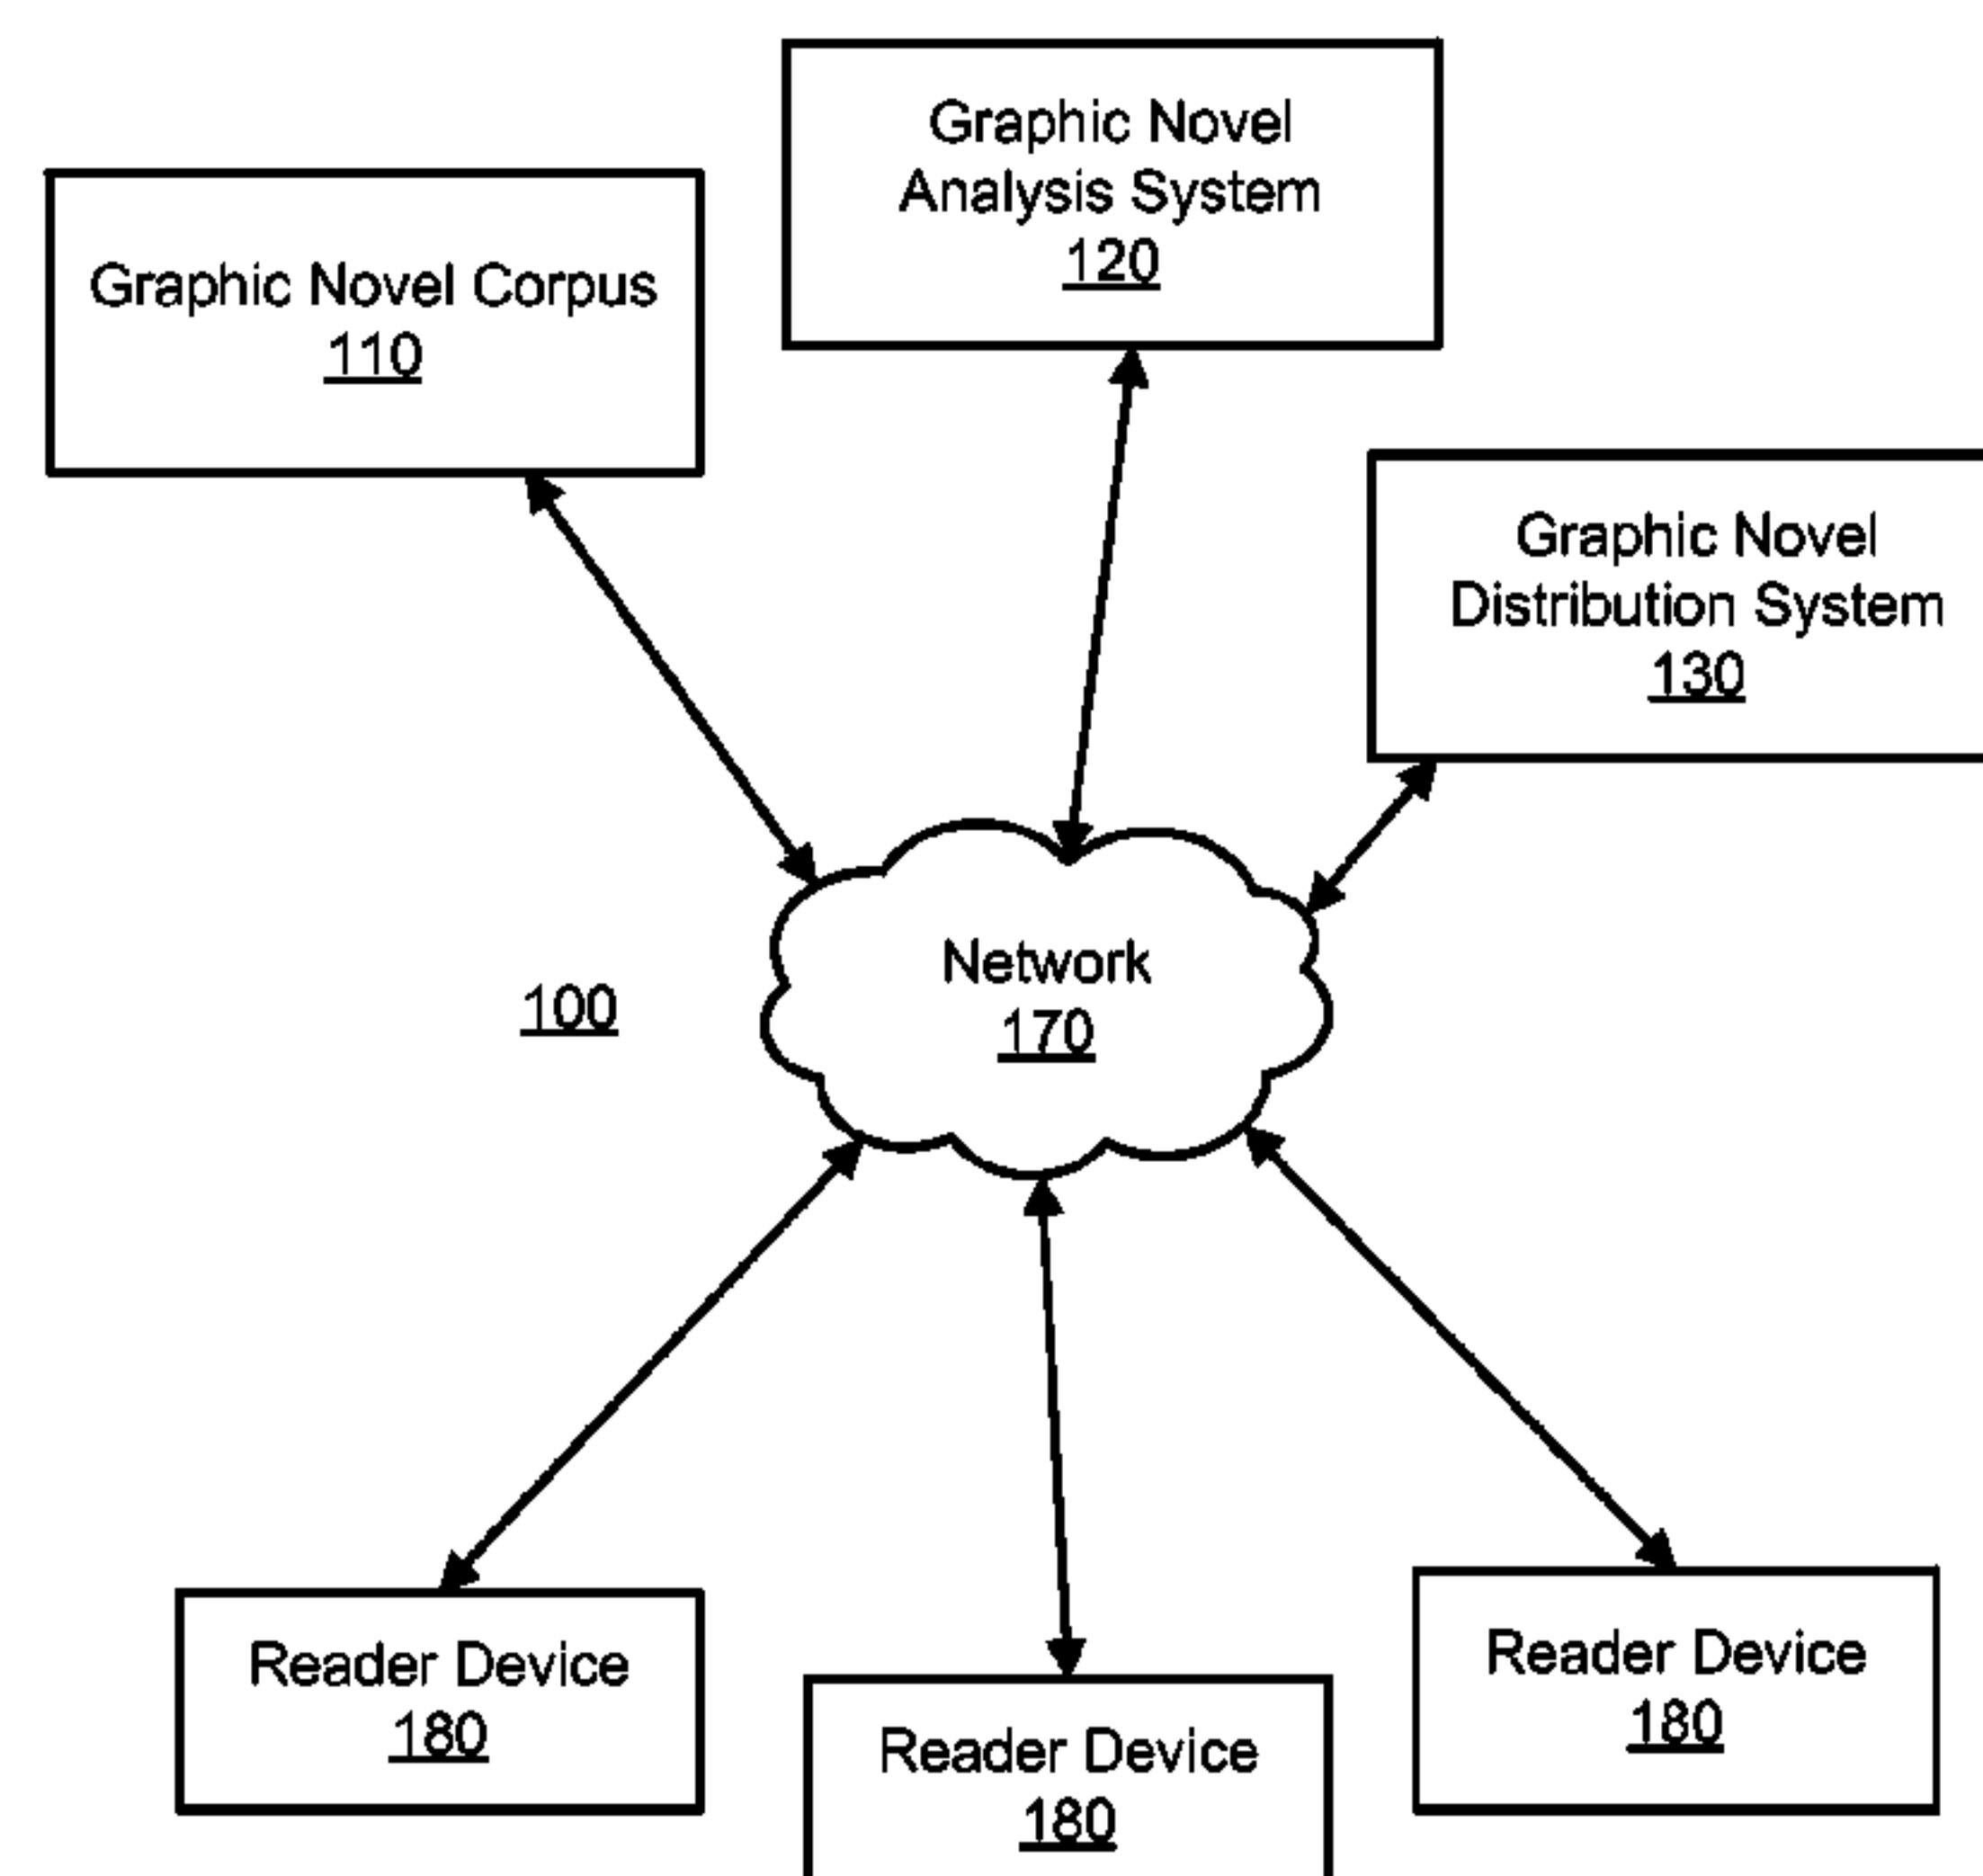 Graphic Novel
Analysis System
120
Graphic Novel Corpus
110
Graphic Novel
Distribution System
130
Network
170
100
Reader Device
180
Reader Device
180
Reader Device
180